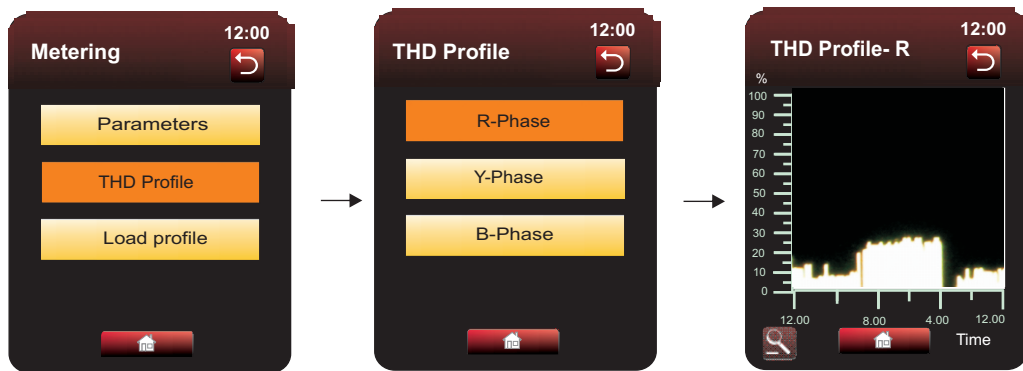 12:00
Metering
Parameters
THD Profile
Load profile
12:00
THD Profile
R-Phase
Y-Phase
B-Phase
12:00
THD Profile- R
%
100
90
80
70
60
50
40
30
20
10
0
12.00 8.00 4.00 12.00
Time